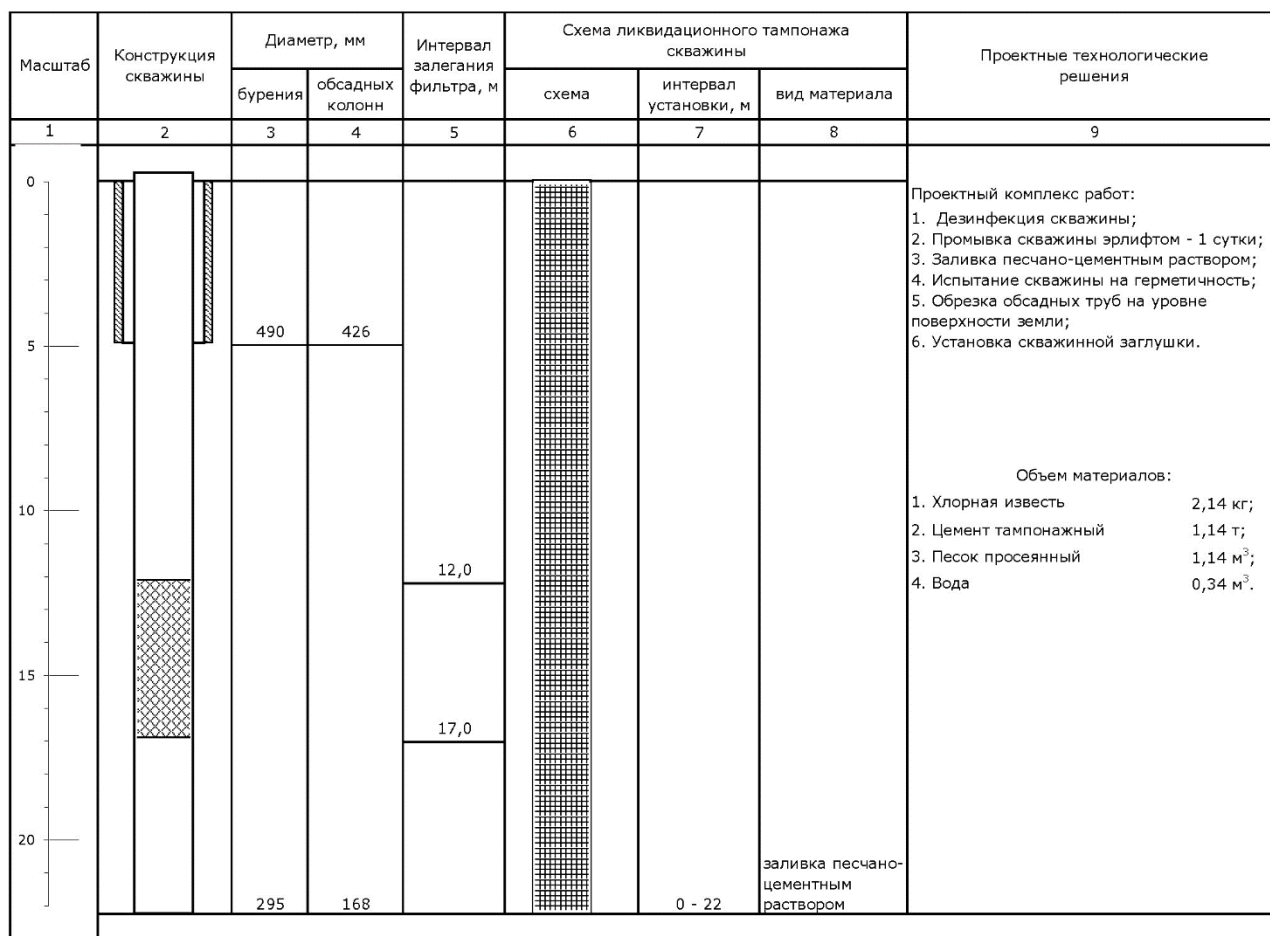 Масштаб
Конструкция
скважины
Диаметр, мм
бурения
обсадных
колонн
Интервал
залегания
фильтра, м
Схема ликвидационного тампонажа
скважины
схема
интервал
установки, м
вид материала
Проектные технологические
решения
1 2 3 4 5 6 7 8 9
0
Проектный комплекс работ:
1. Дезинфекция скважины;
2. Промывка скважины эрлифтом - 1 сутки;
3. Заливка песчано-цементным раствором;
4. Испытание скважины на герметичность;
5. Обрезка обсадных труб на уровне
поверхности земли;
6. Установка скважинной заглушки.
490 426
5
Объем материалов:
1. Хлорная известь 2,14 кг;
2. Цемент тампонажный 1,14 т;
3. Песок просеянный 1,14 м³;
4. Вода 0,34 м³.
10
12,0
15
17,0
20
295 168
0 - 22
заливка песчано-
цементным
раствором